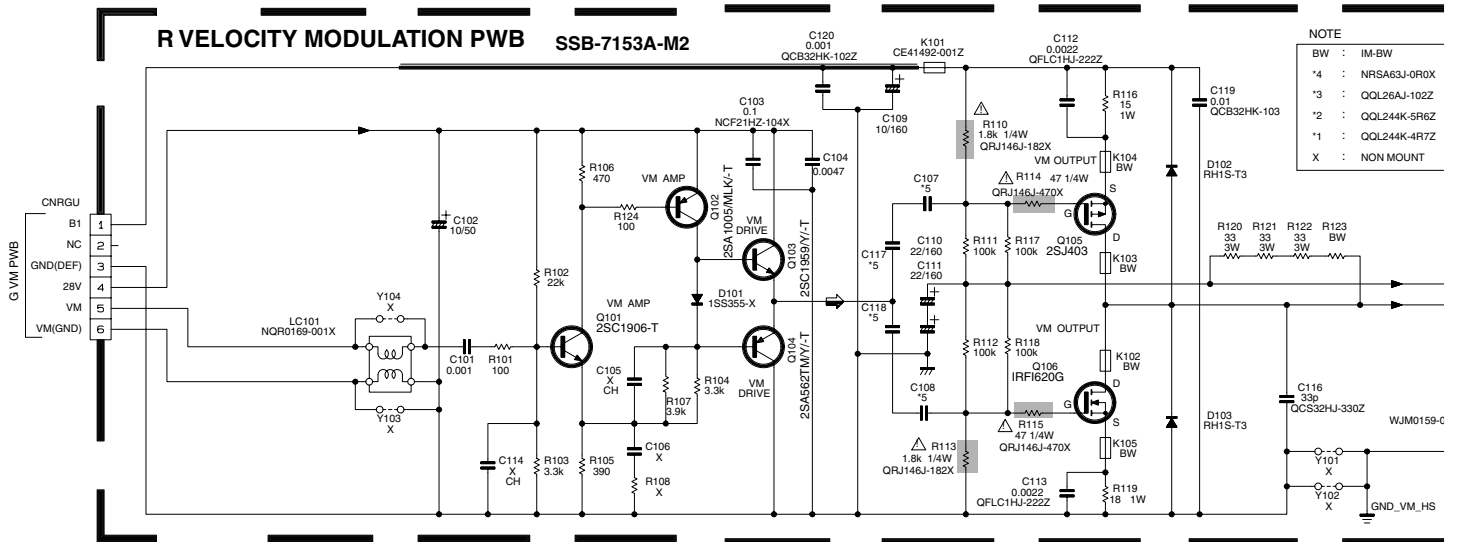 R VELOCITY MODULATION PWB SSB-7153A-M2
NOTE
BW : IM-BW
*4 : NRSA63J-0R0X
*3 : QQL26AJ-102Z
*2 : QQL244K-5R6Z
*1 : QQL244K-4R7Z
X : NON MOUNT
C120
0.001
QCB32HK-102Z
K101
CE41492-001Z
C112
0.0022
QFLC1HJ-222Z
R116
15
1W
C119
0.01
QCB32HK-103
C103
0.1
NCF21HZ-104X
C109
10/160
R110
1.8k 1/4W
QRJ146J-182X
VM OUTPUT
K104
BW
D102
RH1S-T3
R106
470
VM AMP
Q102
2SA1005/MLK/-T
C104
0.0047
C107
*5
R114
47 1/4W
QRJ146J-470X
S
G
D
Q105
2SJ403
CNRGU
G VM PWB
B1 1
NC 2
GND(DEF) 3
28V 4
VM 5
VM(GND) 6
C102
10/50
R124
100
VM
DRIVE
Q103
2SC1959/Y/-T
C117
*5
C110
22/160
C111
22/160
R111
100k
R117
100k
K103
BW
R120
33
3W
R121
33
3W
R122
33
3W
R123
BW
R102
22k
D101
1SS355-X
Y104
X
LC101
NQR0169-001X
VM AMP
Q101
2SC1906-T
C118
*5
VM OUTPUT
C101
0.001
R101
100
C105
X
CH
R107
3.9k
R104
3.3k
VM
DRIVE
Q104
2SA562TM/Y/-T
R112
100k
R118
100k
Q106
IRFI620G
K102
BW
D
G
S
C108
*5
C116
33p
QCS32HJ-330Z
Y103
X
R115
47 1/4W
QRJ146J-470X
D103
RH1S-T3
WJM0159-0
C114
X
CH
R103
3.3k
R105
390
C106
X
R108
X
R113
1.8k 1/4W
QRJ146J-182X
K105
BW
Y101
X
Y102
X
C113
0.0022
QFLC1HJ-222Z
R119
18 1W
GND_VM_HS